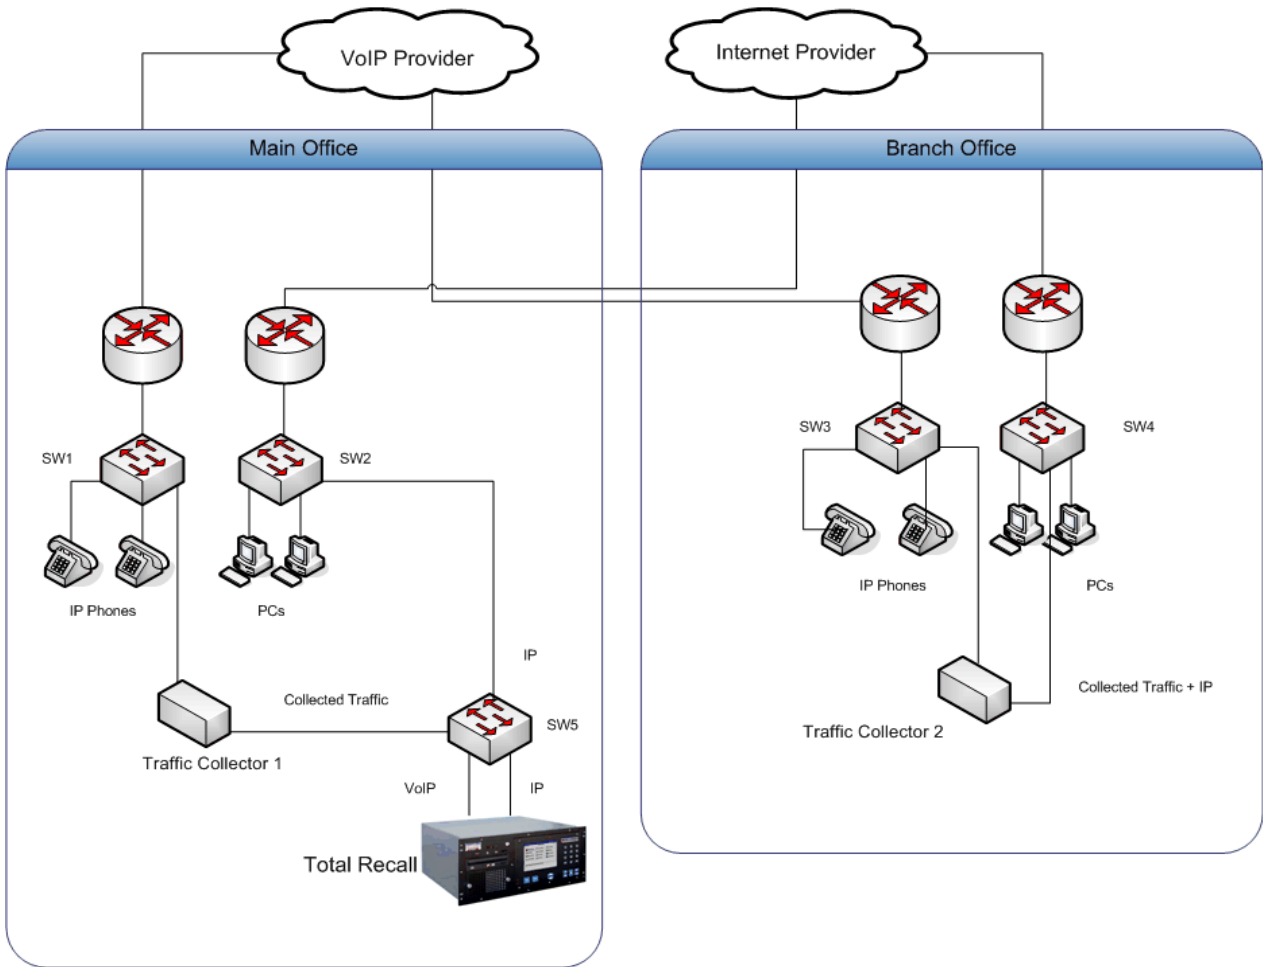 VoIP Provider
Internet Provider
Main Office
Branch Office
SW1
SW2
SW3
SW4
IP Phones
PCs
IP Phones
PCs
IP
Collected Traffic
SW5
Collected Traffic + IP
Traffic Collector 2
Traffic Collector 1
VoIP
IP
Total Recall